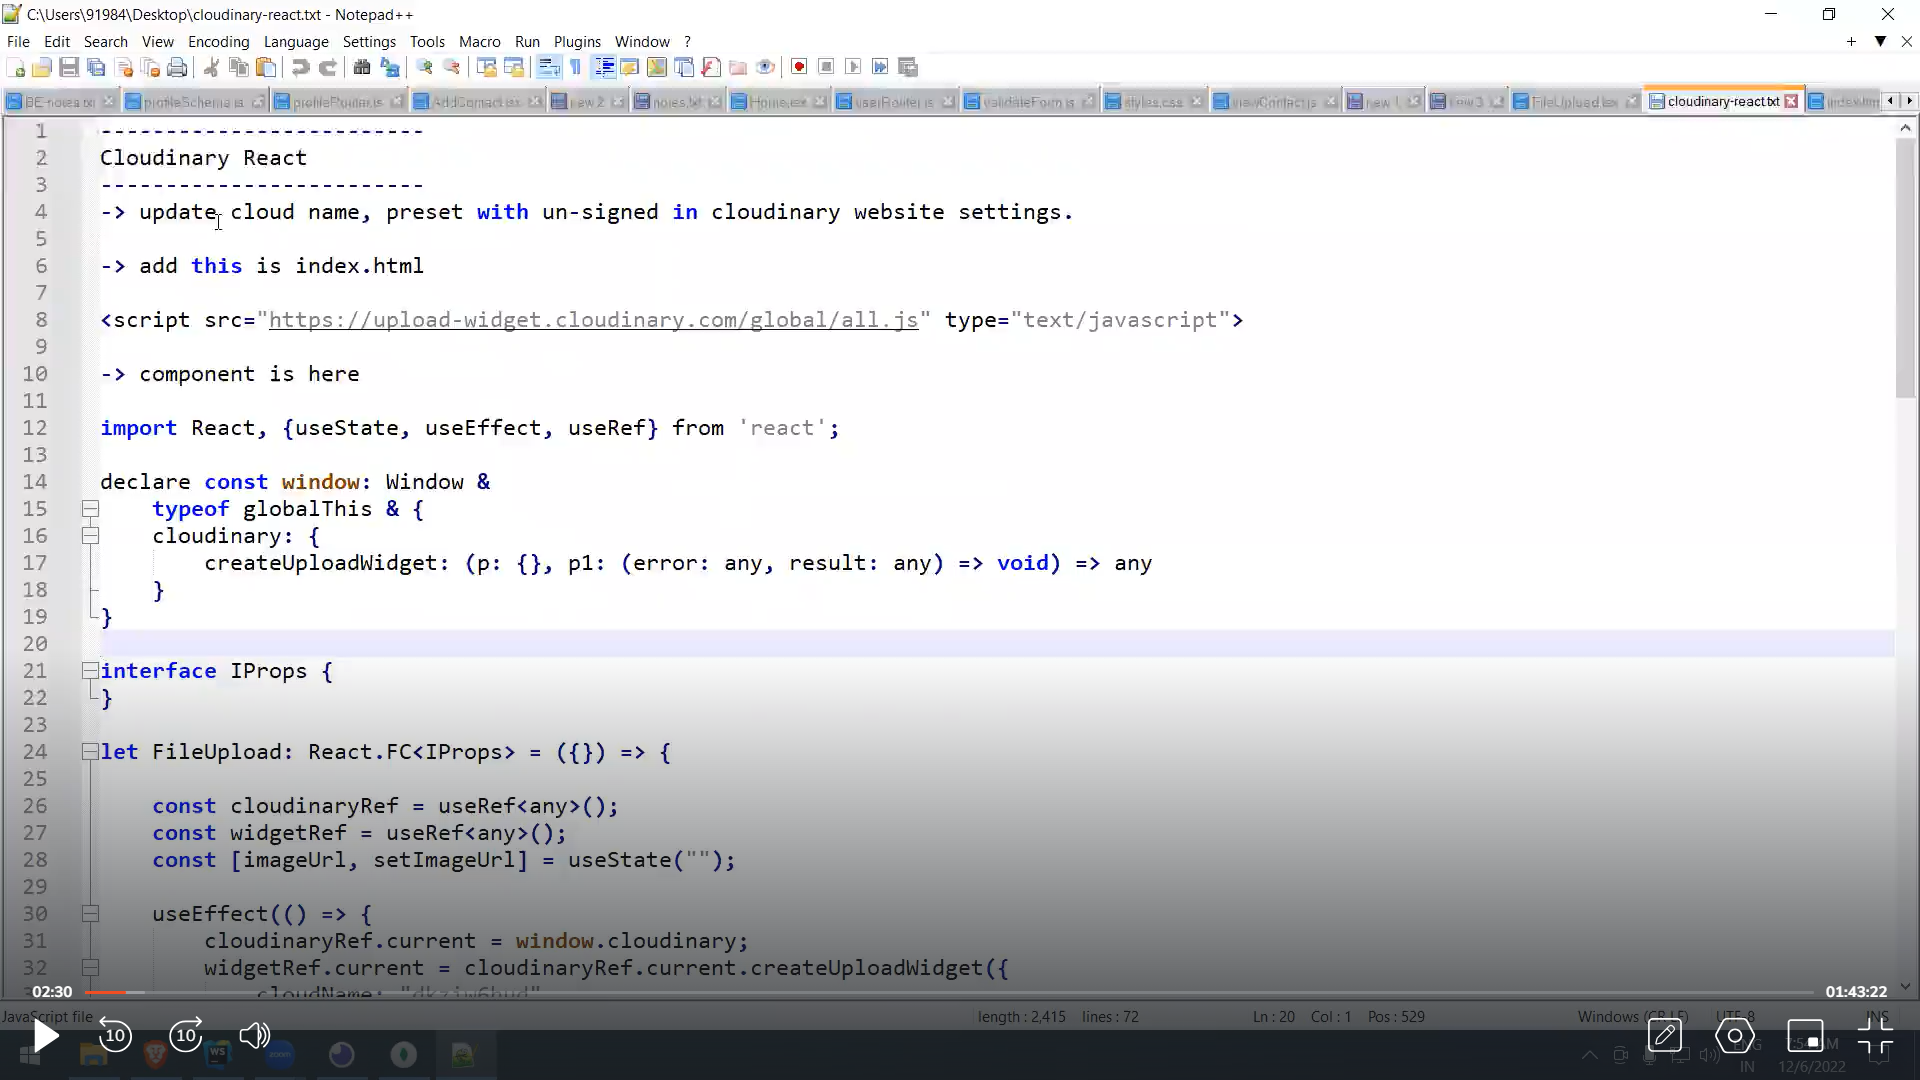 C:\Users\91984\Desktop\cloudinary-react.txt - Notepad++
File Edit Search View Encoding Language Settings Tools Macro Run Plugins Window ?
BE-notes.txt profileSchema.js profileRouter.js AddContact.tsx new 2 notes.txt Home.tsx userRouter.js validateForm.js styles.css viewContact.js new 1 new 3 FileUpload.tsx cloudinary-react.txt
1 -------------------------
2 Cloudinary React
3 -------------------------
4 -> update cloud name, preset with un-signed in cloudinary website settings.
5
6 -> add this is index.html
7
8 <script src="https://upload-widget.cloudinary.com/global/all.js" type="text/javascript">
9
10 -> component is here
11
12 import React, {useState, useEffect, useRef} from 'react';
13
14 declare const window: Window &
15 typeof globalThis & {
16 cloudinary: {
17 createUploadWidget: (p: {}, p1: (error: any, result: any) => void) => any
18 }
19 }
20
21 interface IProps {
22 }
23
24 let FileUpload: React.FC<IProps> = ({}) => {
25
26 const cloudinaryRef = useRef<any>();
27 const widgetRef = useRef<any>();
28 const [imageUrl, setImageUrl] = useState("");
29
30 useEffect(() => {
31 cloudinaryRef.current = window.cloudinary;
32 widgetRef.current = cloudinaryRef.current.createUploadWidget({
cloudName:
02:30 01:43:22
JavaScript file length : 2,415 lines : 72 Ln : 20 Col : 1 Pos : 529 Windows (CR LF) UTF-8 INS
10 10
WS zoom ENG
IN 12/6/2022